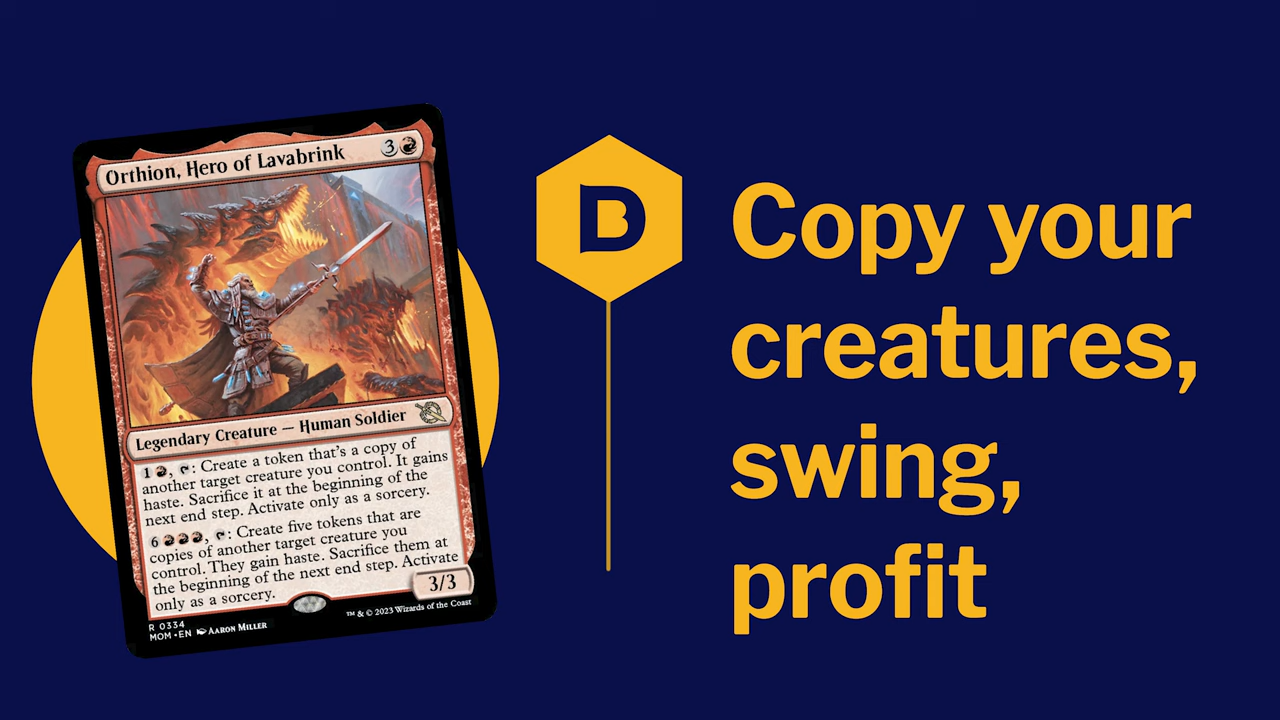 Orthion, Hero of Lavabrink 3
Legendary Creature — Human Soldier
1 , : Create a token that's a copy of
another target creature you control. It gains
haste. Sacrifice it at the beginning of the
next end step. Activate only as a sorcery.
6 , : Create five tokens that are
copies of another target creature you
control. They gain haste. Sacrifice them at
the beginning of the next end step. Activate
only as a sorcery.
3/3
R 0334
MOM • EN AARON MILLER
™ & © 2023 Wizards of the Coast
DB
Copy your
creatures,
swing,
profit